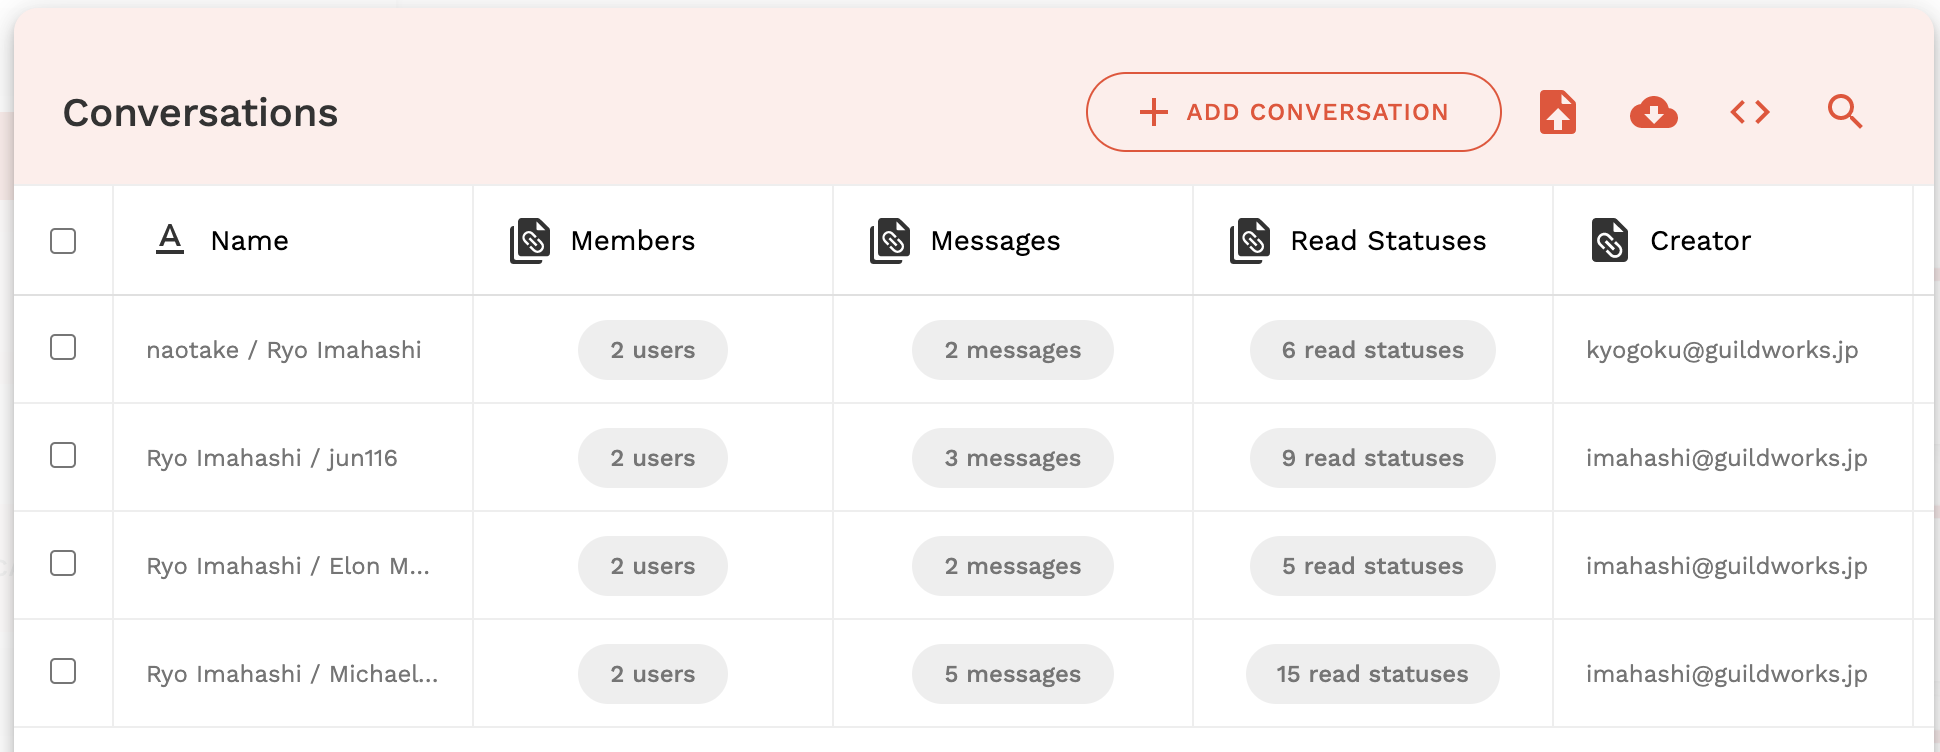 Conversations
ADD CONVERSATION
Name Members Messages Read Statuses Creator
naotake / Ryo Imahashi 2 users 2 messages 6 read statuses kyogoku@guildworks.jp
Ryo Imahashi / jun116 2 users 3 messages 9 read statuses imahashi@guildworks.jp
Ryo Imahashi / Elon M... 2 users 2 messages 5 read statuses imahashi@guildworks.jp
Ryo Imahashi / Michael... 2 users 5 messages 15 read statuses imahashi@guildworks.jp